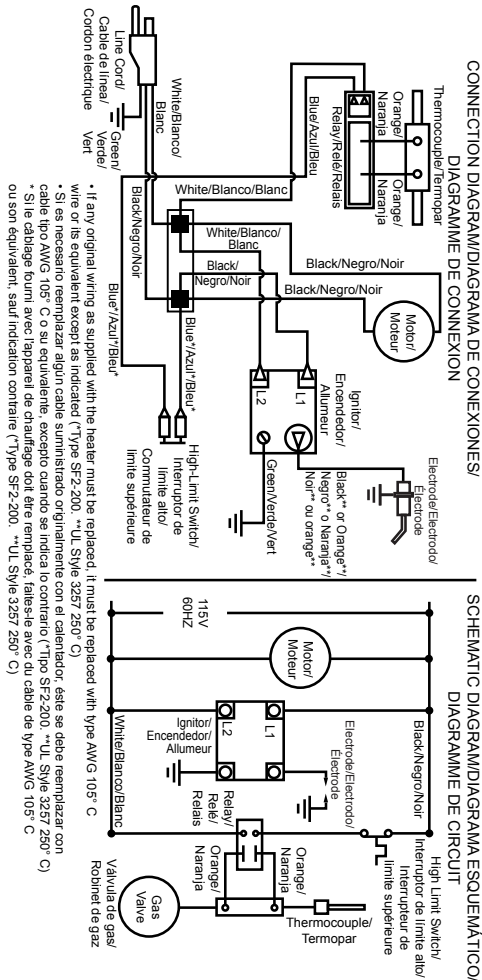 CONNECTION DIAGRAM/DIAGRAMA DE CONEXIONES/
DIAGRAMME DE CONNEXION
Thermocouple/Termopar
Orange/
Naranja
Orange/
Naranja
Relay/Relé/Relais
Blue/Azul/Bleu
White/Blanco/Blanc
White/Blanco/
Blanc
Line Cord/
Cable de línea/
Cordon électrique
Green/
Verde/
Vert
Black/Negro/Noir
White/Blanco/
Blanc
Black/
Negro/Noir
Black/Negro/Noir
Black/Negro/Noir
Motor/
Moteur
Blue*/Azul*/Bleu*
Blue*/Azul*/Bleu*
High-Limit Switch/
Interruptor de
límite alto/
Commutateur de
limite supérieure
Ignitor/
Encendedor/
Allumeur
L1
L2
Green/Verde/Vert
Black** or Orange**/
Negro** o Naranja**/
Noir** ou orange**
Electrode/Electrodo/
Électrode
• If any original wiring as supplied with the heater must be replaced, it must be replaced with type AWG 105° C
wire or its equivalent except as indicated (*Type SF2-200. **UL Style 3257 250° C)
• Si es necesario reemplazar algún cable suministrado originalmente con el calentador, éste se debe reemplazar con
cable tipo AWG 105° C o su equivalente, excepto cuando se indica lo contrario (*Tipo SF2-200. **UL Style 3257 250° C)
* Si le câblage fourni avec l'appareil de chauffage doit être remplacé, faites-le avec du câble de type AWG 105° C
ou son équivalent, sauf indication contraire (*Type SF2-200. **UL Style 3257 250° C)
SCHEMATIC DIAGRAM/DIAGRAMA ESQUEMÁTICO/
DIAGRAMME DE CIRCUIT
115V
60HZ
Motor/
Moteur
Black/Negro/Noir
High Limit Switch/
Interruptor de límite alto/
Interrupteur de
limite supérieure
Electrode/Electrodo/
Électrode
L1
L2
Ignitor/
Encendedor/
Allumeur
White/Blanco/Blanc
Relay/
Relé/
Relais
Orange/
Naranja
Orange/
Naranja
Thermocouple/
Termopar
Gas
Valve
Válvula de gas/
Robinet de gaz